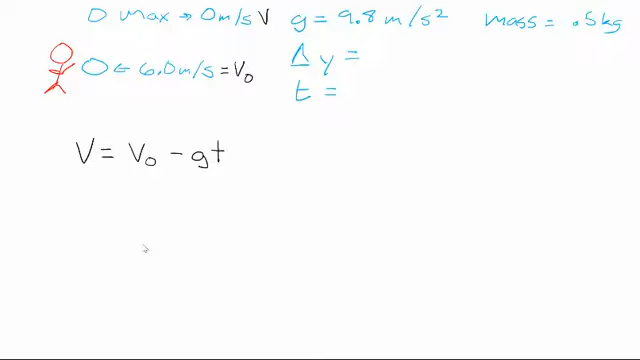 O max → 0m/s V g = 9.8 m/s² mass = .5kg
O ← 6.0m/s = V₀ Δy =
t =
V = V₀ - gt